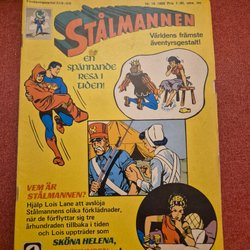 STÅLMANNEN
Världens främste
äventyrsgestalt!
EN
SPÄNNANDE
RESA I
TIDEN!
VEM ÄR
STÅLMANNEN?
Hjälp Lois Lane att avslöja
Stålmannens olika förklädnader,
när de förflyttar sig tre
århundraden tillbaka i tiden
och Lois uppträder som
SKÖNA HELENA,